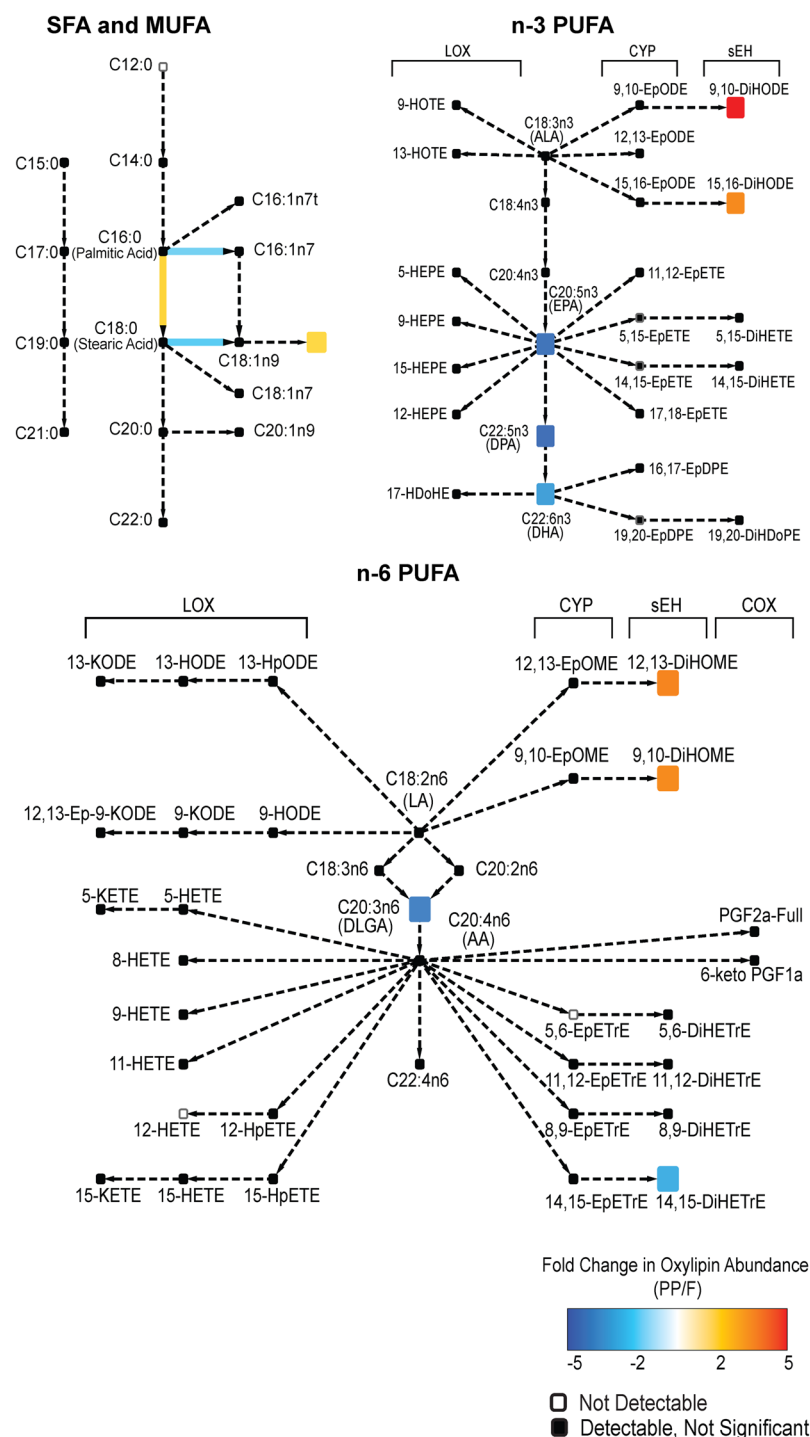 SFA and MUFA
C12:0
C15:0
C14:0
C16:1n7t
C16:0
(Palmitic Acid)
C17:0
C16:1n7
C18:0
(Stearic Acid)
C19:0
C18:1n9
C18:1n7
C21:0
C20:0
C20:1n9
C22:0
n-3 PUFA
LOX
CYP
sEH
9,10-EpODE
9,10-DiHODE
9-HOTE
C18:3n3
(ALA)
12,13-EpODE
13-HOTE
15,16-EpODE
15,16-DiHODE
C18:4n3
5-HEPE
C20:4n3
11,12-EpETE
C20:5n3
(EPA)
9-HEPE
5,15-EpETE
5,15-DiHETE
15-HEPE
14,15-EpETE
14,15-DiHETE
12-HEPE
17,18-EpETE
C22:5n3
(DPA)
16,17-EpDPE
17-HDoHE
C22:6n3
(DHA)
19,20-EpDPE
19,20-DiHDoPE
n-6 PUFA
LOX
CYP
sEH
COX
13-KODE
13-HODE
13-HpODE
12,13-EpOME
12,13-DiHOME
9,10-EpOME
9,10-DiHOME
C18:2n6
(LA)
12,13-Ep-9-KODE
9-KODE
9-HODE
C18:3n6
C20:2n6
5-KETE
5-HETE
C20:3n6
(DLGA)
C20:4n6
(AA)
PGF2a-Full
8-HETE
6-keto PGF1a
9-HETE
5,6-EpETrE
5,6-DiHETrE
11-HETE
C22:4n6
11,12-EpETrE
11,12-DiHETrE
12-HETE
12-HpETE
8,9-EpETrE
8,9-DiHETrE
15-KETE
15-HETE
15-HpETE
14,15-EpETrE
14,15-DiHETrE
Fold Change in Oxylipin Abundance
(PP/F)
-5
-2
2
5
Not Detectable
Detectable, Not Significant